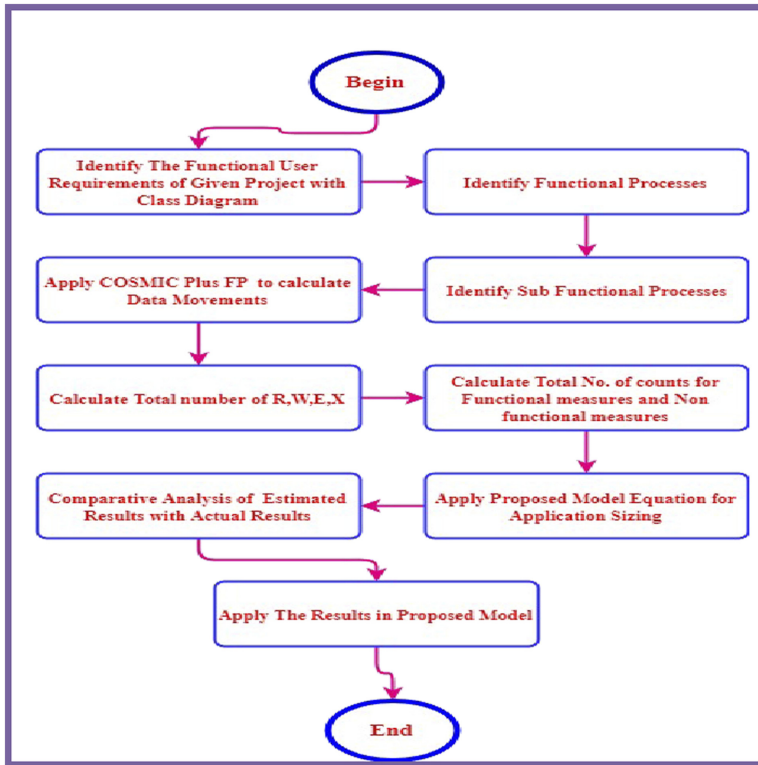 Begin
Identify The Functional User
Requirements of Given Project with
Class Diagram
Identify Functional Processes
Identify Sub Functional Processes
Apply COSMIC Plus FP to calculate
Data Movements
Calculate Total number of R,W,E,X
Calculate Total No. of counts for
Functional measures and Non
functional measures
Apply Proposed Model Equation for
Application Sizing
Comparative Analysis of Estimated
Results with Actual Results
Apply The Results in Proposed Model
End